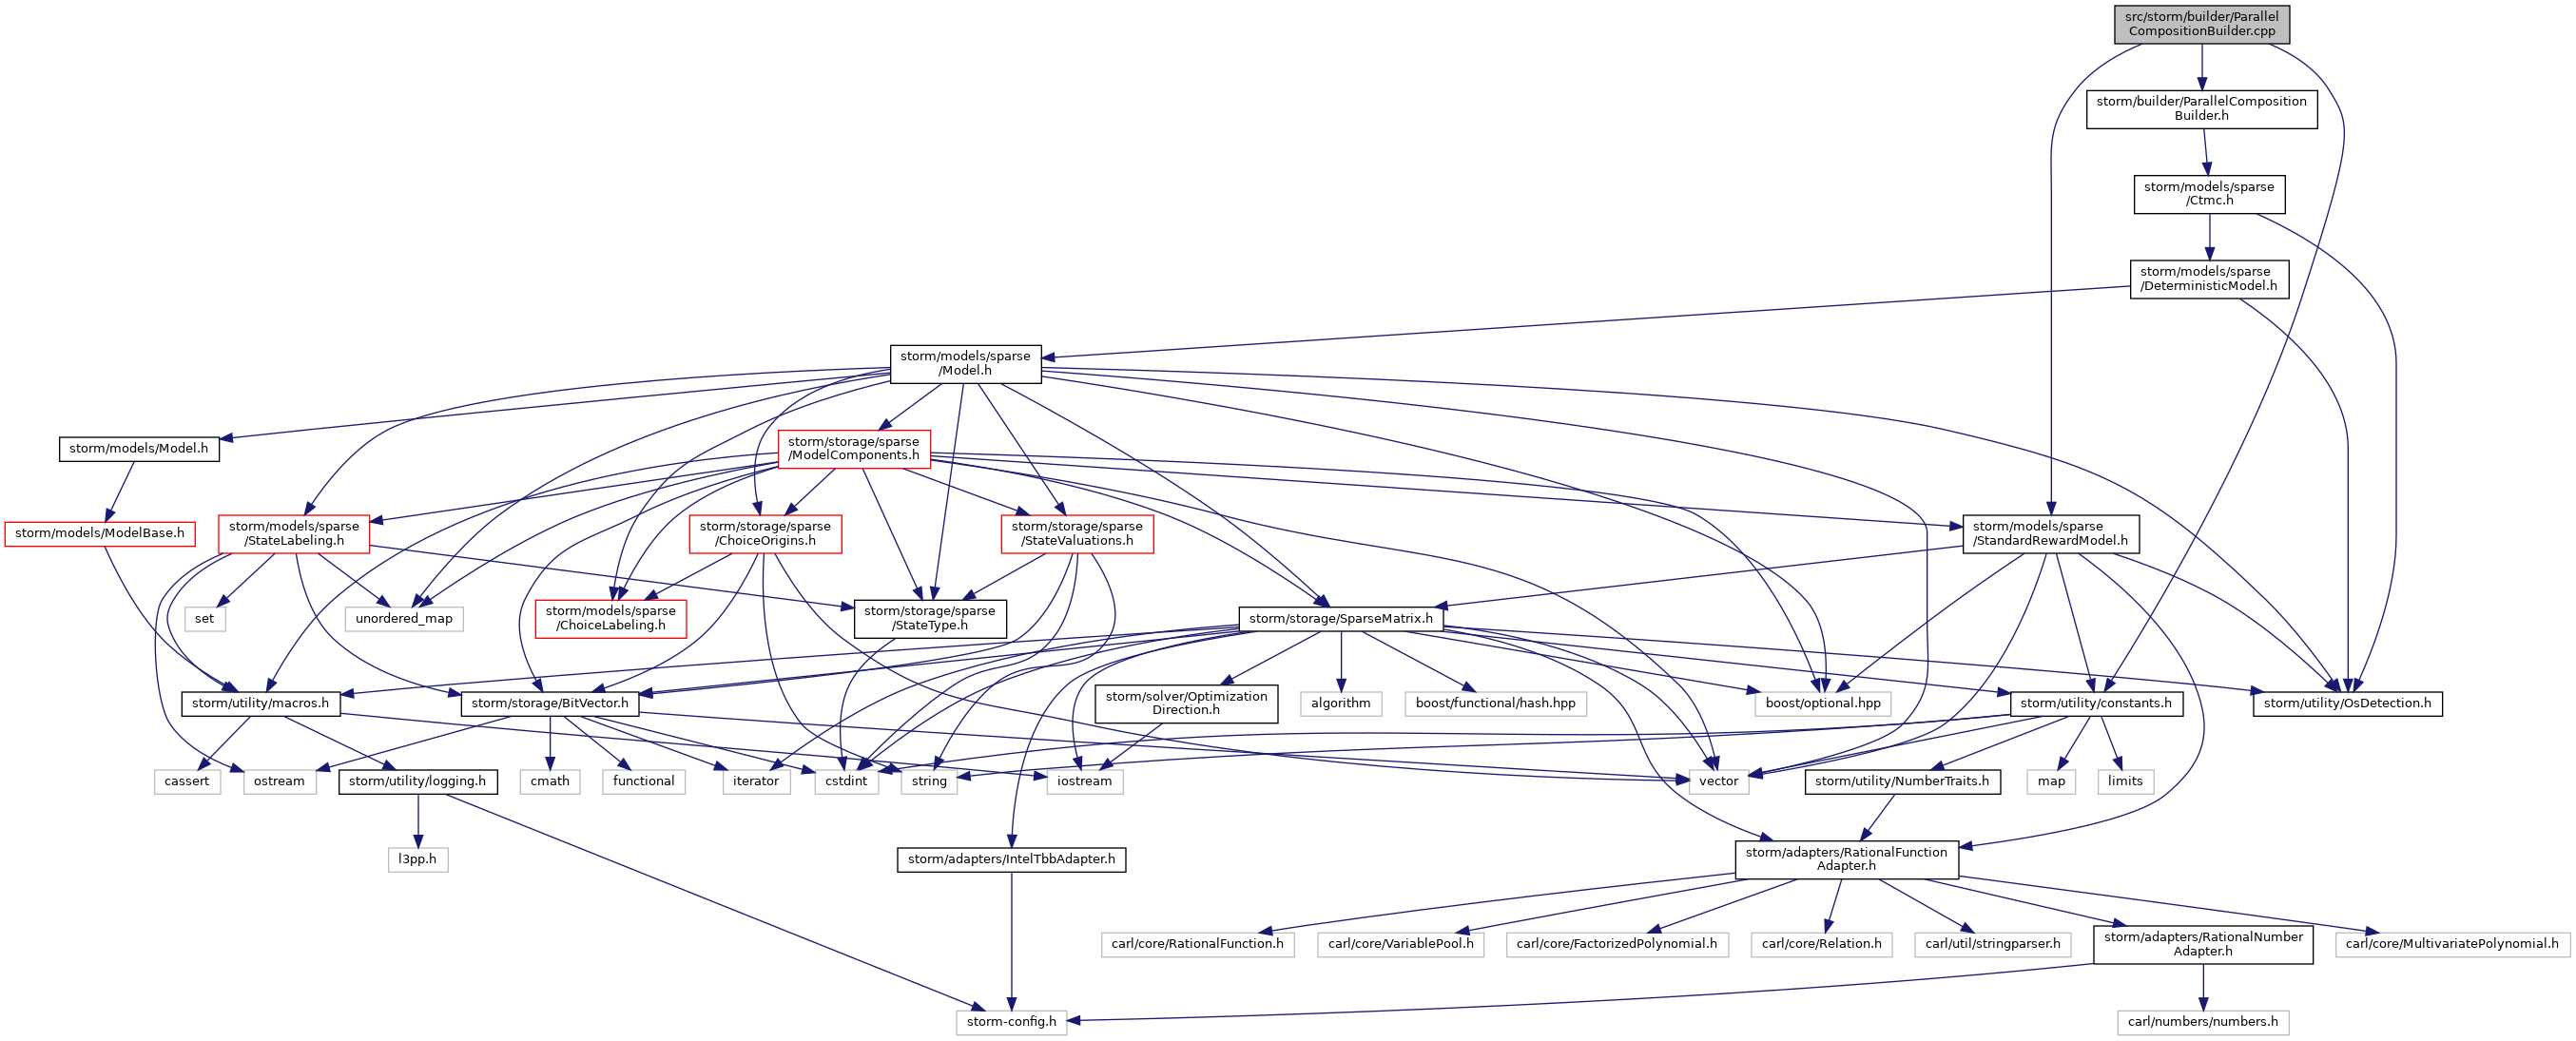 src/storm/builder/Parallel
CompositionBuilder.cpp
storm/builder/ParallelComposition
Builder.h
storm/models/sparse
/Ctmc.h
storm/models/sparse
/DeterministicModel.h
storm/models/sparse
/Model.h
storm/models/Model.h
storm/storage/sparse
/ModelComponents.h
storm/models/ModelBase.h
storm/models/sparse
/StateLabeling.h
storm/storage/sparse
/ChoiceOrigins.h
storm/storage/sparse
/StateValuations.h
storm/models/sparse
/StandardRewardModel.h
set
unordered_map
storm/models/sparse
/ChoiceLabeling.h
storm/storage/sparse
/StateType.h
storm/storage/SparseMatrix.h
storm/utility/macros.h
storm/storage/BitVector.h
storm/solver/Optimization
Direction.h
algorithm
boost/functional/hash.hpp
boost/optional.hpp
storm/utility/constants.h
storm/utility/OsDetection.h
cassert
ostream
storm/utility/logging.h
cmath
functional
iterator
cstdint
string
iostream
vector
storm/utility/NumberTraits.h
map
limits
l3pp.h
storm/adapters/IntelTbbAdapter.h
storm/adapters/RationalFunction
Adapter.h
carl/core/RationalFunction.h
carl/core/VariablePool.h
carl/core/FactorizedPolynomial.h
carl/core/Relation.h
carl/util/stringparser.h
storm/adapters/RationalNumber
Adapter.h
carl/core/MultivariatePolynomial.h
storm-config.h
carl/numbers/numbers.h